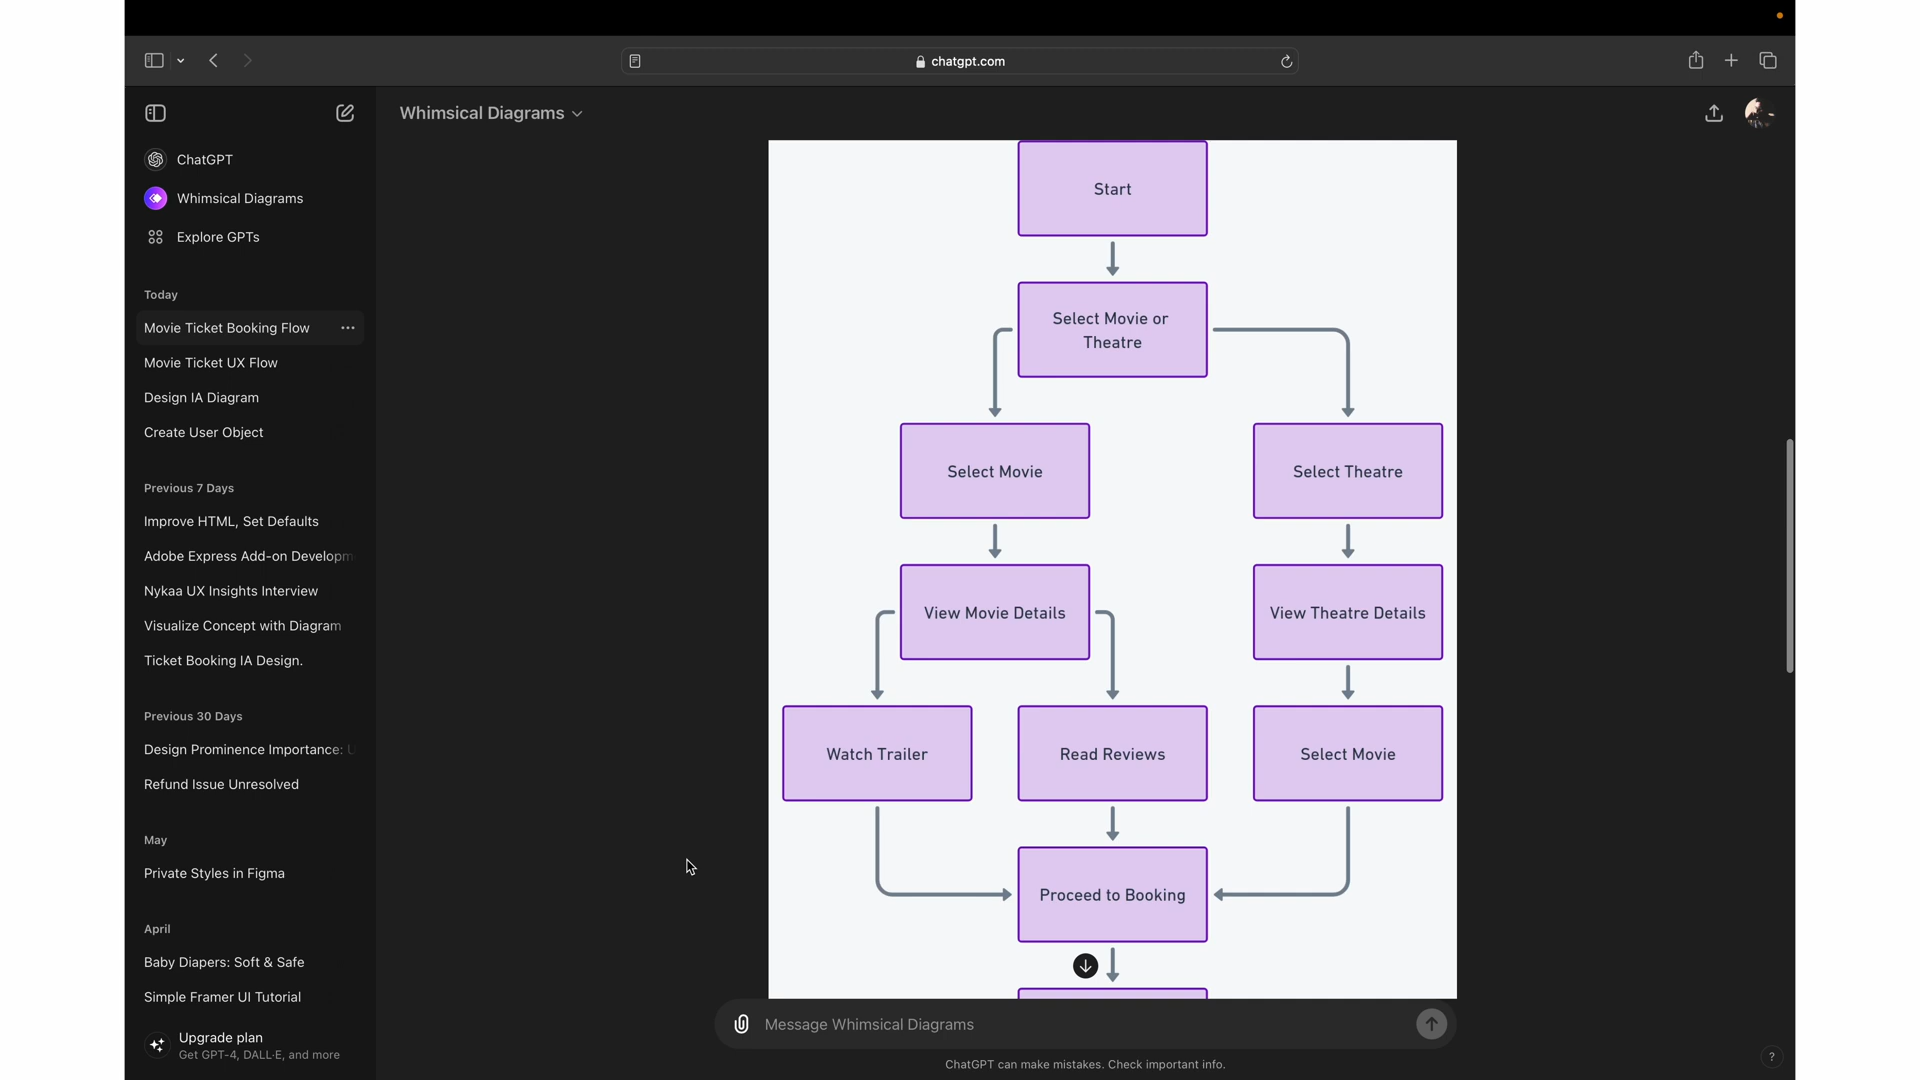 chatgpt.com
Whimsical Diagrams
ChatGPT
Whimsical Diagrams
Explore GPTs
Today
Movie Ticket Booking Flow
Movie Ticket UX Flow
Design IA Diagram
Create User Object
Previous 7 Days
Improve HTML, Set Defaults
Adobe Express Add-on Developm
Nykaa UX Insights Interview
Visualize Concept with Diagram
Ticket Booking IA Design.
Previous 30 Days
Design Prominence Importance: U
Refund Issue Unresolved
May
Private Styles in Figma
April
Baby Diapers: Soft & Safe
Simple Framer UI Tutorial
Upgrade plan
Get GPT-4, DALL·E, and more
Start
Select Movie or
Theatre
Select Movie
Select Theatre
View Movie Details
View Theatre Details
Watch Trailer
Read Reviews
Select Movie
Proceed to Booking
Message Whimsical Diagrams
ChatGPT can make mistakes. Check important info.
?